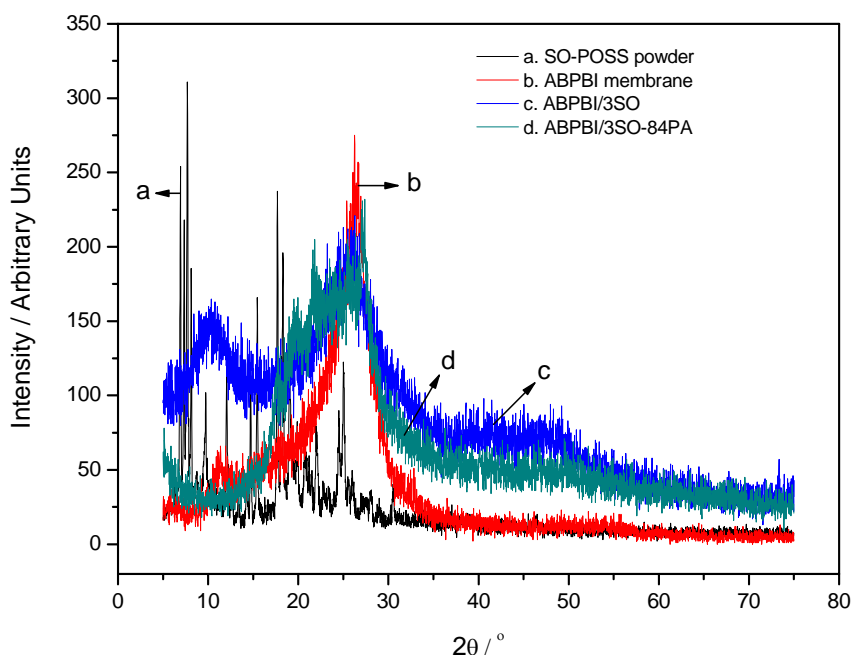 350
300
250
200
150
100
50
0
Intensity / Arbitrary Units
a. SO-POSS powder
b. ABPBI membrane
c. ABPBI/3SO
d. ABPBI/3SO-84PA
a
b
d
c
0 10 20 30 40 50 60 70 80
2θ / °